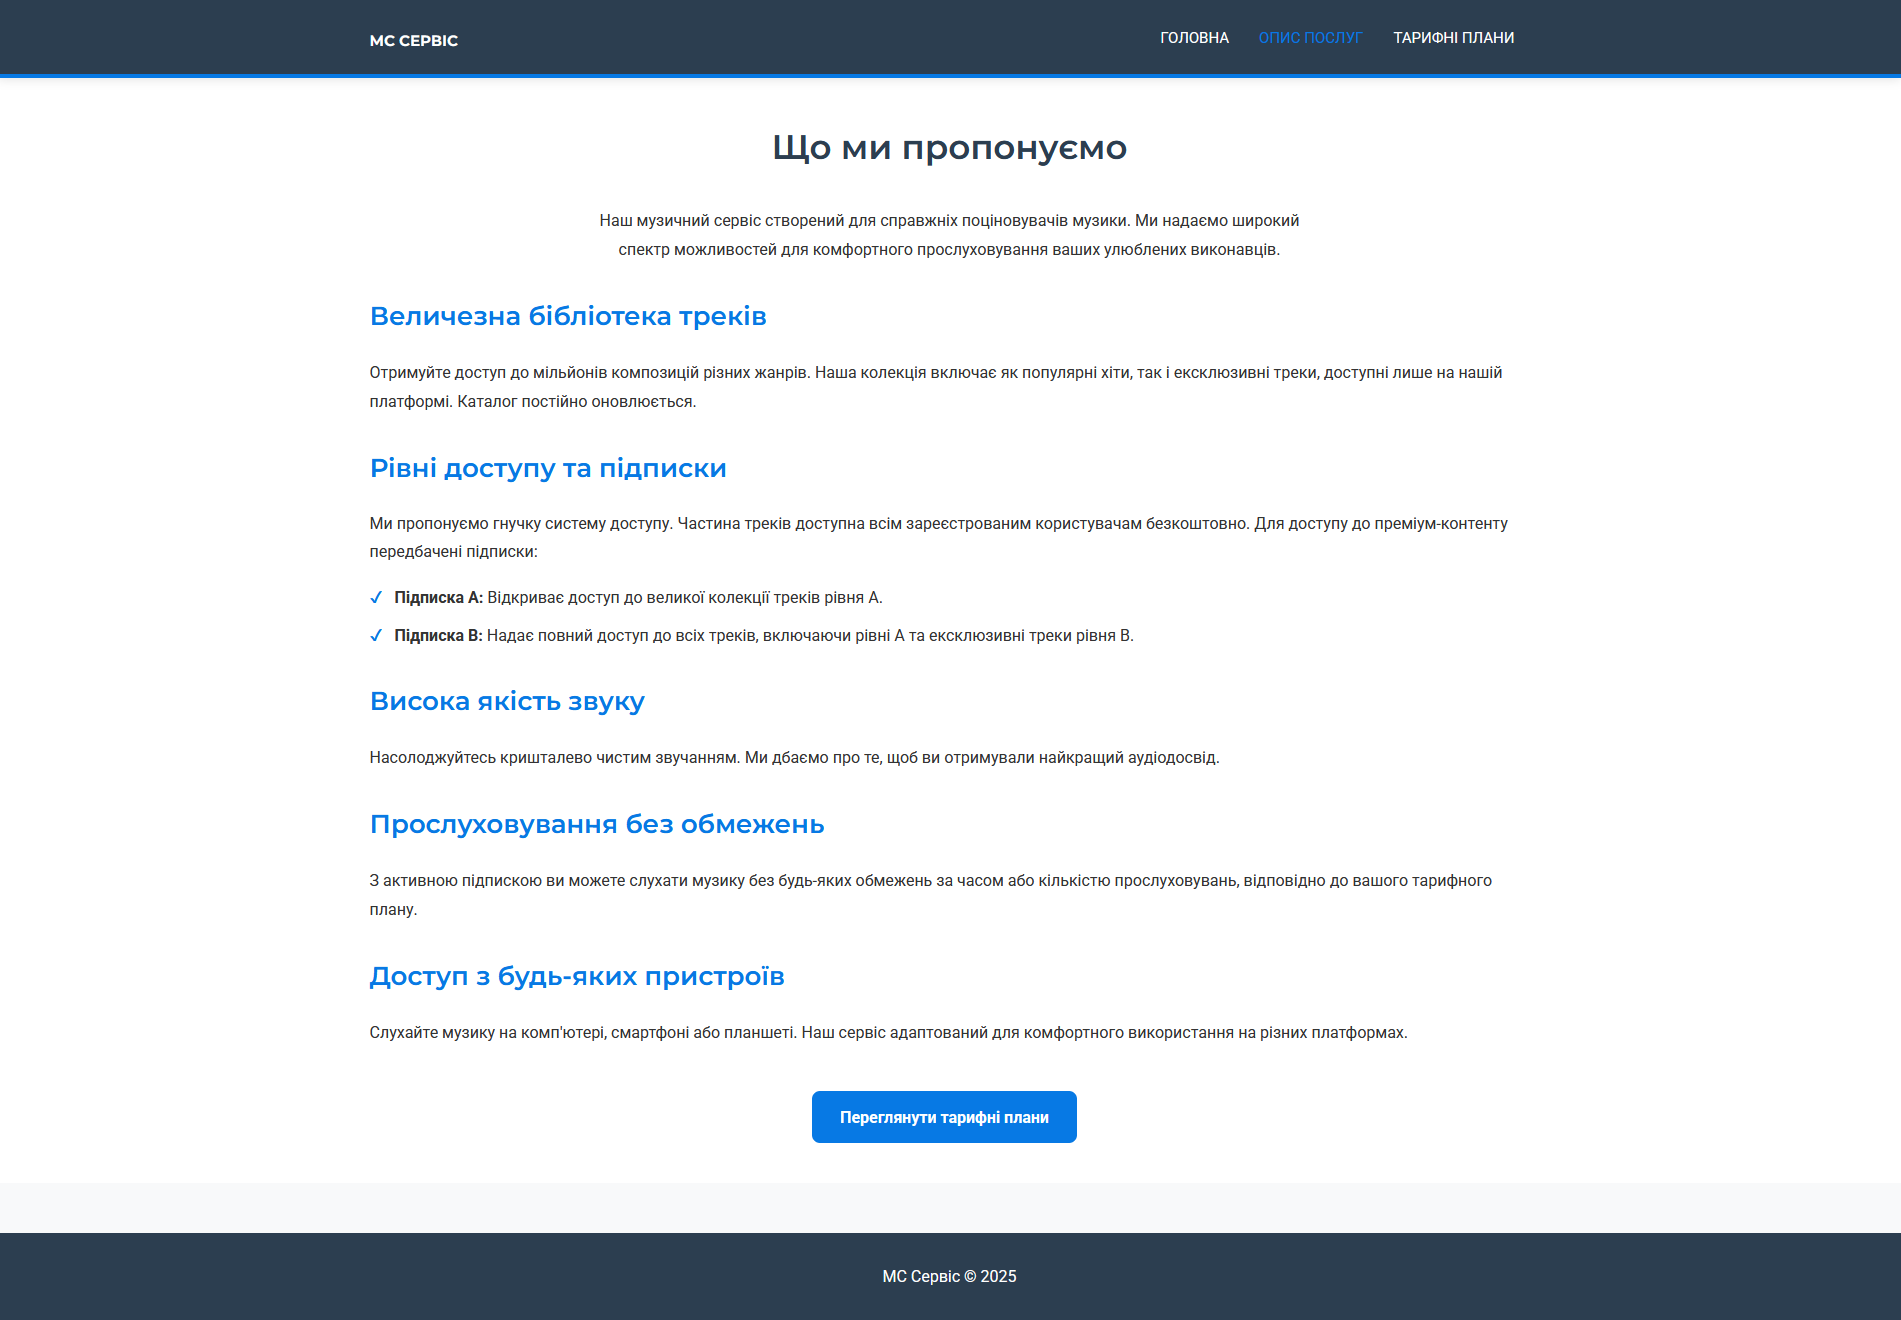 МС СЕРВІС
ГОЛОВНА
ОПИС ПОСЛУГ
ТАРИФНІ ПЛАНИ
Що ми пропонуємо
Наш музичний сервіс створений для справжніх поціновувачів музики. Ми надаємо широкий
спектр можливостей для комфортного прослуховування ваших улюблених виконавців.
Величезна бібліотека треків
Отримуйте доступ до мільйонів композицій різних жанрів. Наша колекція включає як популярні хіти, так і ексклюзивні треки, доступні лише на нашій
платформі. Каталог постійно оновлюється.
Рівні доступу та підписки
Ми пропонуємо гнучку систему доступу. Частина треків доступна всім зареєстрованим користувачам безкоштовно. Для доступу до преміум-контенту
передбачені підписки:
✓ Підписка A: Відкриває доступ до великої колекції треків рівня A.
✓ Підписка B: Надає повний доступ до всіх треків, включаючи рівні A та ексклюзивні треки рівня B.
Висока якість звуку
Насолоджуйтесь кришталево чистим звучанням. Ми дбаємо про те, щоб ви отримували найкращий аудіодосвід.
Прослуховування без обмежень
З активною підпискою ви можете слухати музику без будь-яких обмежень за часом або кількістю прослуховувань, відповідно до вашого тарифного
плану.
Доступ з будь-яких пристроїв
Слухайте музику на комп'ютері, смартфоні або планшеті. Наш сервіс адаптований для комфортного використання на різних платформах.
Переглянути тарифні плани
МС Сервіс © 2025